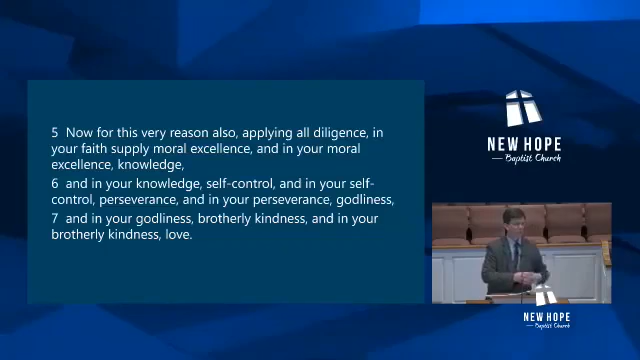 5 Now for this very reason also, applying all diligence, in
your faith supply moral excellence, and in your moral
excellence, knowledge,
6 and in your knowledge, self-control, and in your self-
control, perseverance, and in your perseverance, godliness,
7 and in your godliness, brotherly kindness, and in your
brotherly kindness, love.
NEW HOPE
Baptist Church
NEW HOPE
Baptist Church